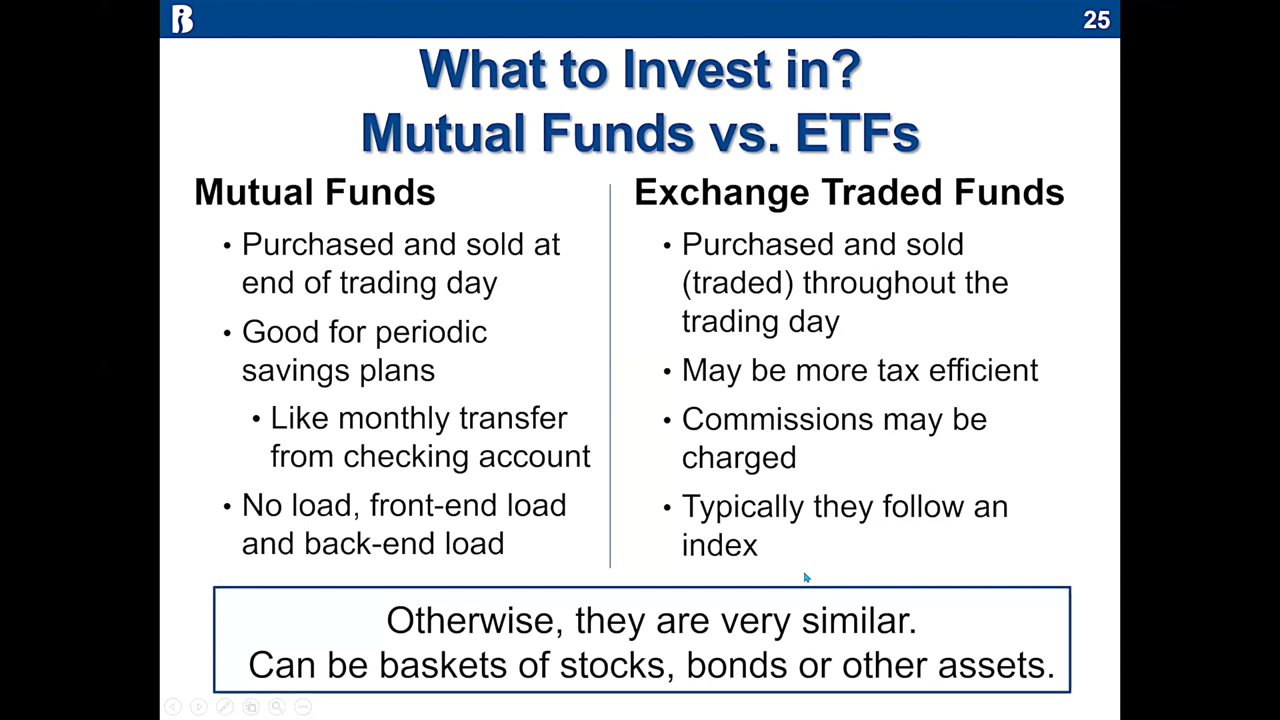 25
What to Invest in?
Mutual Funds vs. ETFs
Mutual Funds
• Purchased and sold at
end of trading day
• Good for periodic
savings plans
• Like monthly transfer
from checking account
• No load, front-end load
and back-end load
Exchange Traded Funds
• Purchased and sold
(traded) throughout the
trading day
• May be more tax efficient
• Commissions may be
charged
• Typically they follow an
index
Otherwise, they are very similar.
Can be baskets of stocks, bonds or other assets.